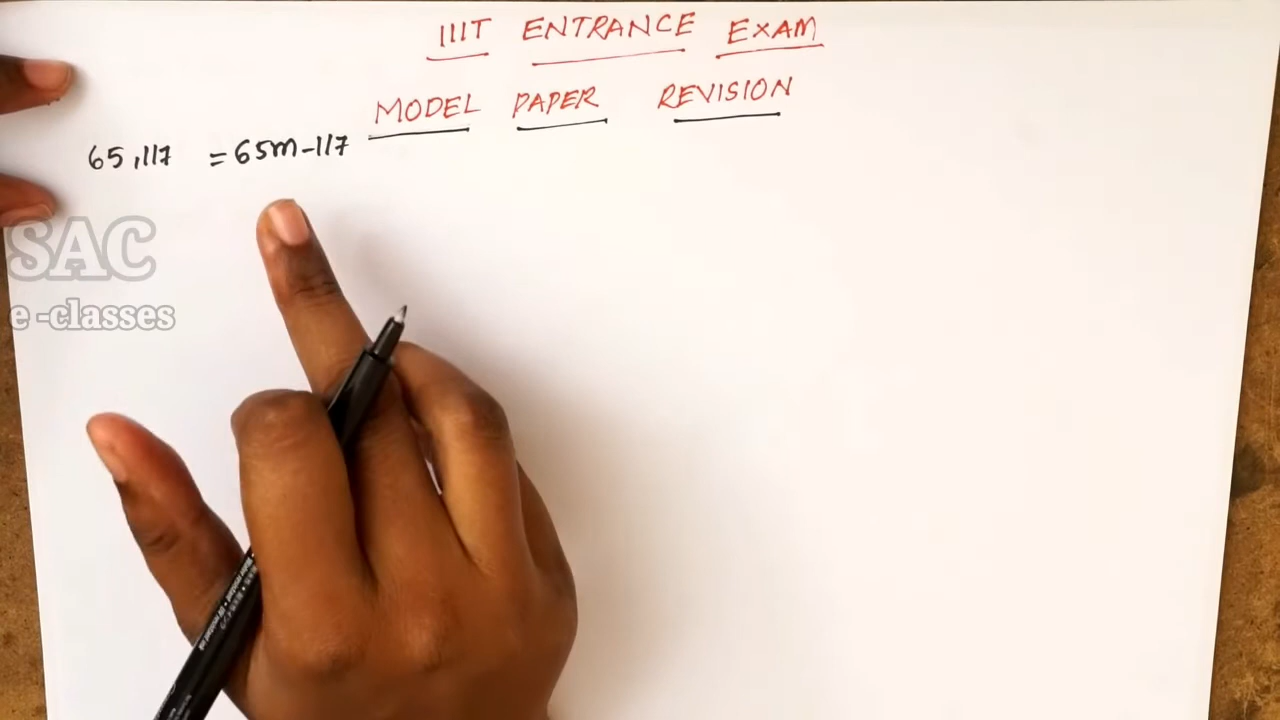 IIIT ENTRANCE EXAM
MODEL PAPER REVISION
65,117 = 65m-117
SAC
e-classes